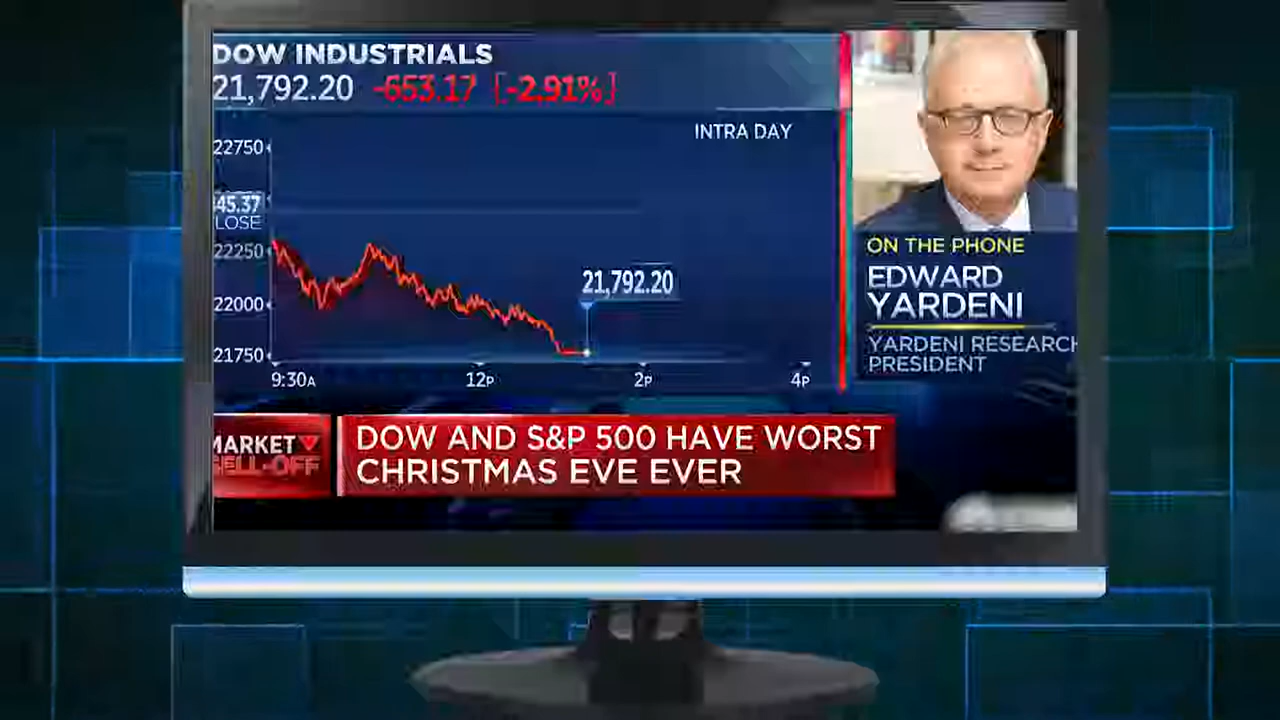 DOW INDUSTRIALS
21,792.20 -653.17 [-2.91%]
INTRA DAY
22750
45.37
LOSE
22250
22000
21750
21,792.20
9:30A 12P 2P 4P
ON THE PHONE
EDWARD
YARDENI
YARDENI RESEARCH
PRESIDENT
MARKET
SELL-OFF
DOW AND S&P 500 HAVE WORST
CHRISTMAS EVE EVER